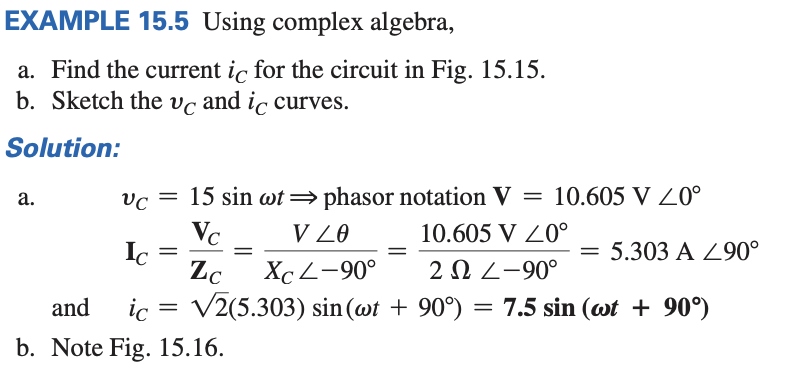 EXAMPLE 15.5 Using complex algebra,
a. Find the current i_C for the circuit in Fig. 15.15.
b. Sketch the v_C and i_C curves.
Solution:
a. v_C = 15 sin ωt ⇒ phasor notation V = 10.605 V ∠0°
I_C = V_C / Z_C = V ∠θ / X_C ∠−90° = 10.605 V ∠0° / 2 Ω ∠−90° = 5.303 A ∠90°
and i_C = √2(5.303) sin(ωt + 90°) = 7.5 sin (ωt + 90°)
b. Note Fig. 15.16.